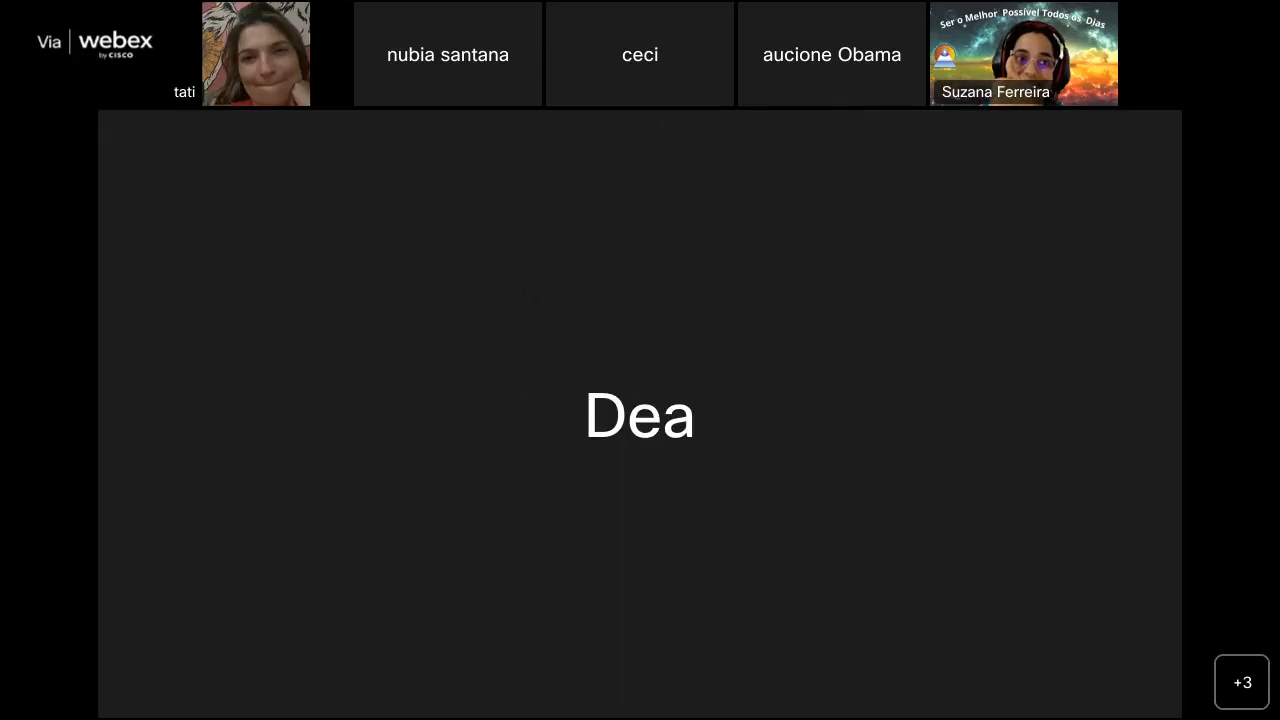 Via | webex
by CISCO
tati
nubia santana
ceci
aucione Obama
Ser o Melhor Possível Todos os Dias
Suzana Ferreira
Dea
+3